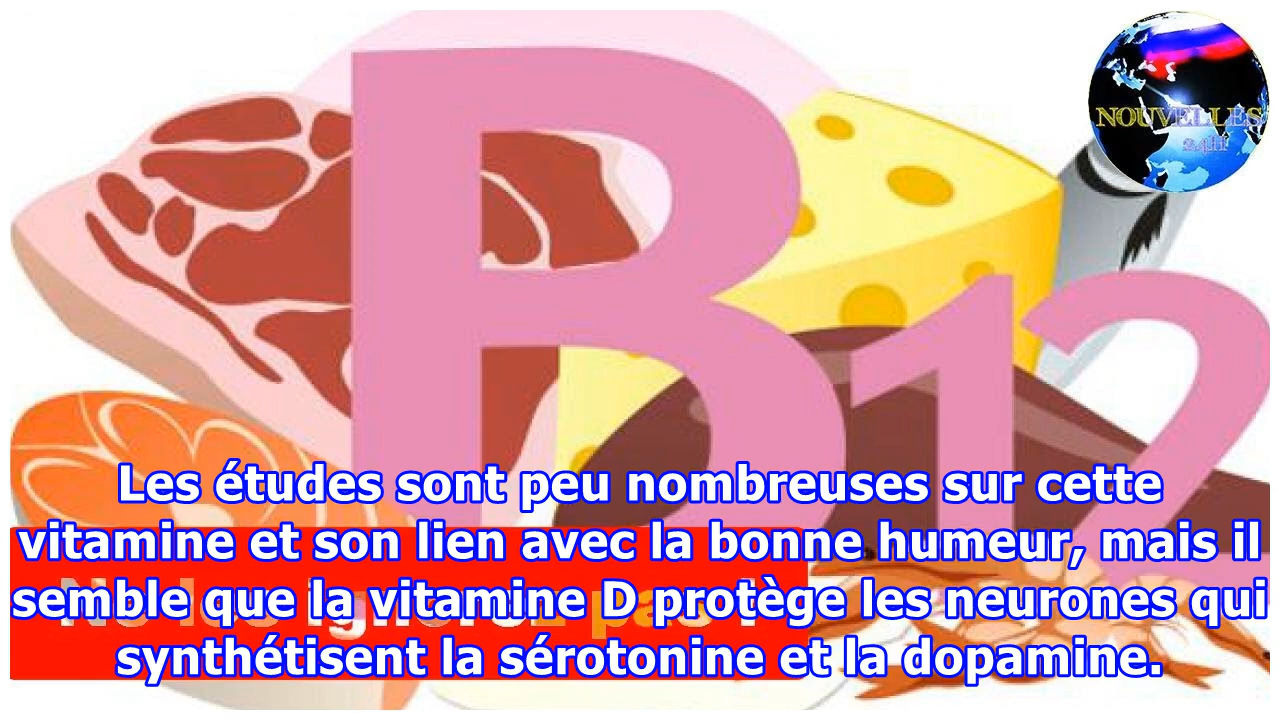 B12
NOUVELLES
24H
Les études sont peu nombreuses sur cette
vitamine et son lien avec la bonne humeur, mais il
semble que la vitamine D protège les neurones qui
synthétisent la sérotonine et la dopamine.